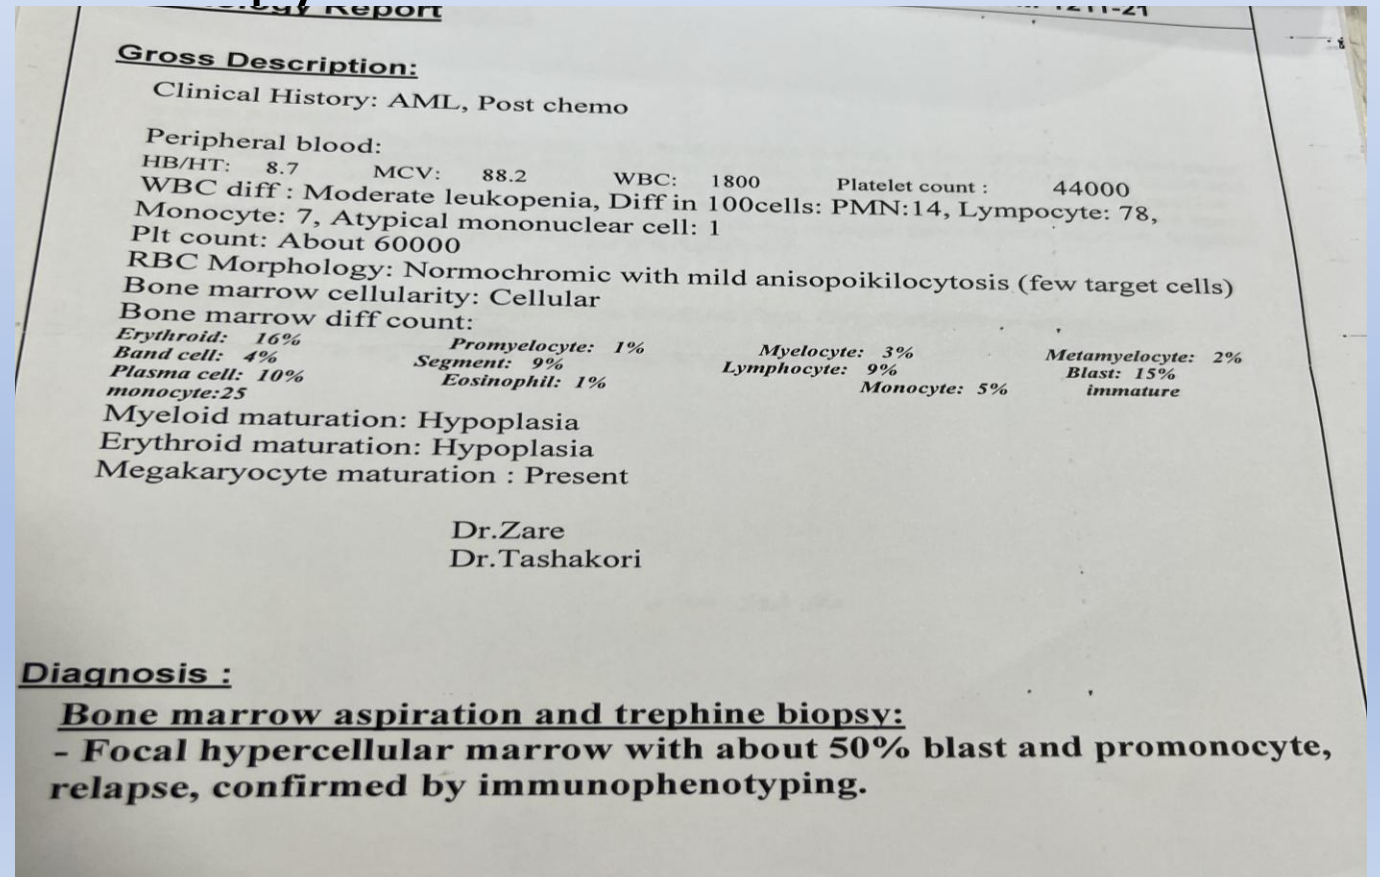 Report
1211-21
Gross Description:
Clinical History: AML, Post chemo
Peripheral blood:
HB/HT: 8.7 MCV: 88.2 WBC: 1800 Platelet count : 44000
WBC diff : Moderate leukopenia, Diff in 100cells: PMN:14, Lympocyte: 78,
Monocyte: 7, Atypical mononuclear cell: 1
Plt count: About 60000
RBC Morphology: Normochromic with mild anisopoikilocytosis (few target cells)
Bone marrow cellularity: Cellular
Bone marrow diff count:
Erythroid: 16% Promyelocyte: 1% Myelocyte: 3% Metamyelocyte: 2%
Band cell: 4% Segment: 9% Lymphocyte: 9% Blast: 15%
Plasma cell: 10% Eosinophil: 1% Monocyte: 5% immature
monocyte:25
Myeloid maturation: Hypoplasia
Erythroid maturation: Hypoplasia
Megakaryocyte maturation : Present
Dr.Zare
Dr.Tashakori
Diagnosis :
Bone marrow aspiration and trephine biopsy:
- Focal hypercellular marrow with about 50% blast and promonocyte,
relapse, confirmed by immunophenotyping.